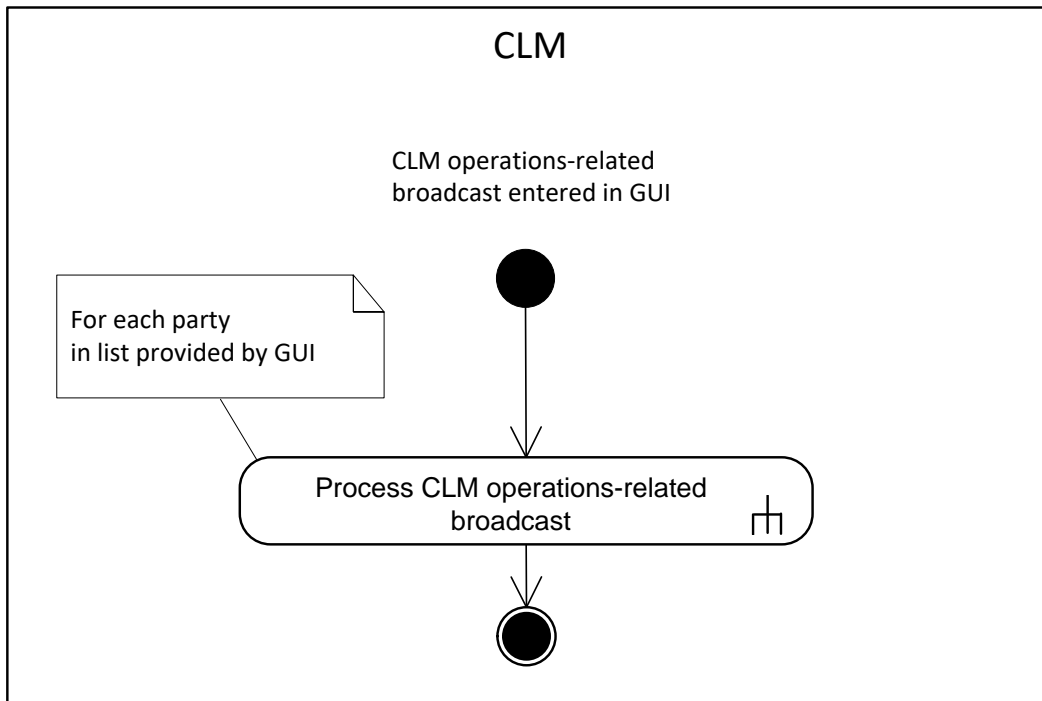 CLM
CLM operations-related
broadcast entered in GUI
For each party
in list provided by GUI
Process CLM operations-related
broadcast